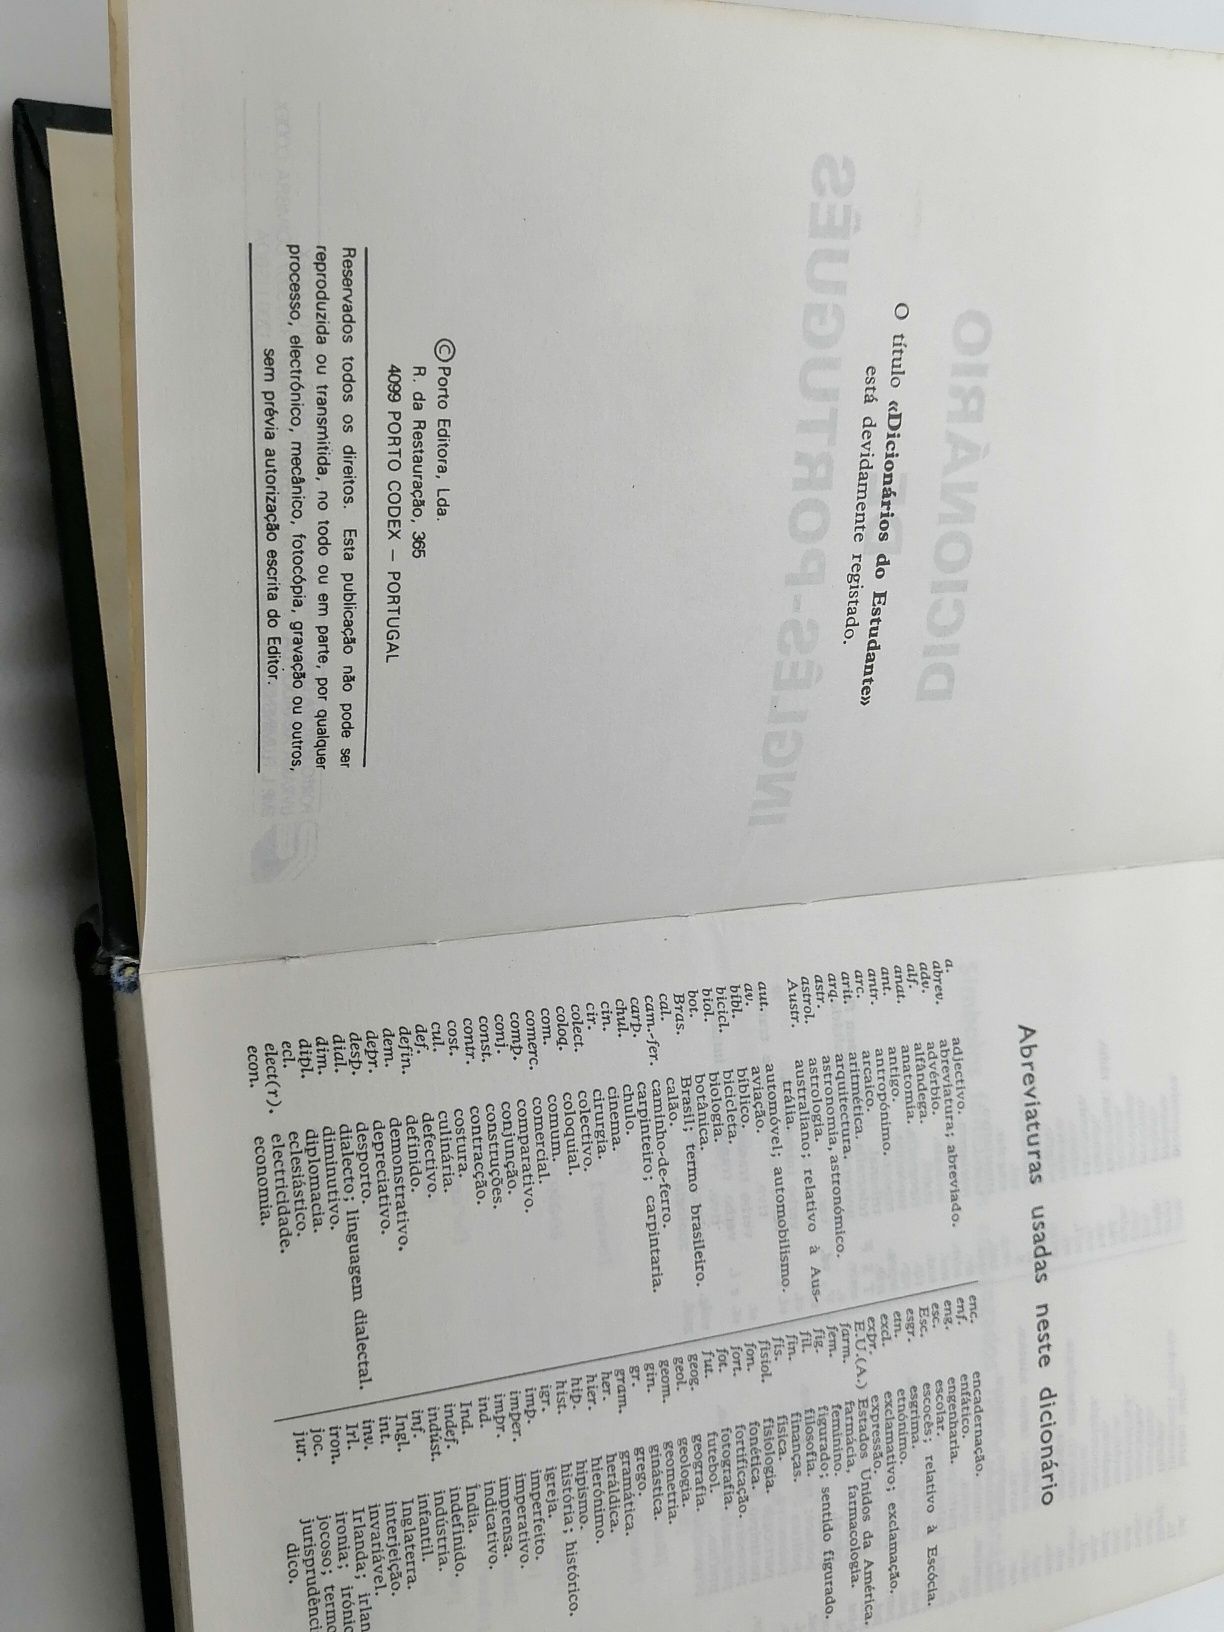 O título «Dicionários do Estudante»
está devidamente registado.
© Porto Editora, Lda.
R. da Restauração, 365
4099 PORTO CODEX — PORTUGAL
Reservados todos os direitos. Esta publicação não pode ser
reproduzida ou transmitida, no todo ou em parte, por qualquer
processo, electrónico, mecânico, fotocópia, gravação ou outros,
sem prévia autorização escrita do Editor.
Abreviaturas usadas neste dicionário
a. adjectivo.
abrev. abreviatura; abreviado.
adv. advérbio.
alf. alfândega.
anat. anatomia.
ant. antigo.
antr. antropónimo.
arc. arcaico.
arit. aritmética.
arq. arquitectura.
astr. astronomia, astronómico.
astrol. astrologia.
Austr. australiano; relativo à Aus-
trália.
aut. automóvel; automobilismo.
av. aviação.
bíbl. bíblico.
bicicl. bicicleta.
biol. biologia.
bot. botânica.
Bras. Brasil; termo brasileiro.
cal. calão.
cam.-fer. caminho-de-ferro.
carp. carpinteiro; carpintaria.
chul. chulo.
cin. cinema.
cir. cirurgia.
colect. colectivo.
coloq. coloquial.
com. comum.
comerc. comercial.
comp. comparativo.
conj. conjunção.
const. construções.
contr. contracção.
cost. costura.
cul. culinária.
def. defectivo.
defin. definido.
dem. demonstrativo.
depr. depreciativo.
desp. desporto.
dial. dialecto; linguagem dialectal.
dim. diminutivo.
dipl. diplomacia.
ecl. eclesiástico.
elect(r). electricidade.
econ. economia.
enc. encadernação.
enf. enfático.
eng. engenharia.
esc. escolar.
Esc. escocês; relativo à Escócia.
esgr. esgrima.
etn. etnónimo.
excl. exclamativo; exclamação.
expr. expressão.
E.U.(A.) Estados Unidos da América.
farm. farmácia, farmacologia.
fem. feminino.
fig. figurado; sentido figurado.
fil. filosofia.
fin. finanças.
fís. física.
fisiol. fisiologia.
fon. fonética.
fort. fortificação.
fot. fotografia.
fut. futebol.
geog. geografia.
geol. geologia.
geom. geometria.
gin. ginástica.
gr. grego.
gram. gramática.
her. heráldica.
hier. hierónimo.
hip. hipismo.
hist. história; histórico.
igr. igreja.
imp. imperfeito.
imper. imperativo.
impr. imprensa.
ind. indicativo.
Ind. Índia.
indef. indefinido.
indúst. indústria.
inf. infantil.
Ingl. Inglaterra.
int. interjeição.
inv. invariável.
Irl. Irlanda; irlan
iron. ironia; irónic
joc. jocoso; termo
jur. jurisprudênci
dico.